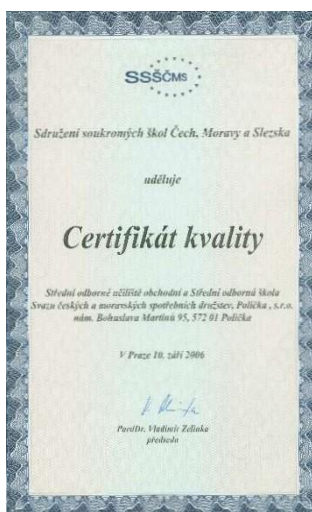 SSŠČMS
Sdružení soukromých škol Čech, Moravy a Slezska
uděluje
Certifikát kvality
Střední odborné učiliště obchodní a Střední odborná škola
Svazu českých a moravských spotřebních družstev, Polička , s.r.o.
nám. Bohuslava Martinů 95, 572 01 Polička
V Praze 10. září 2006
PaedDr. Vladimír Zelinka
předseda